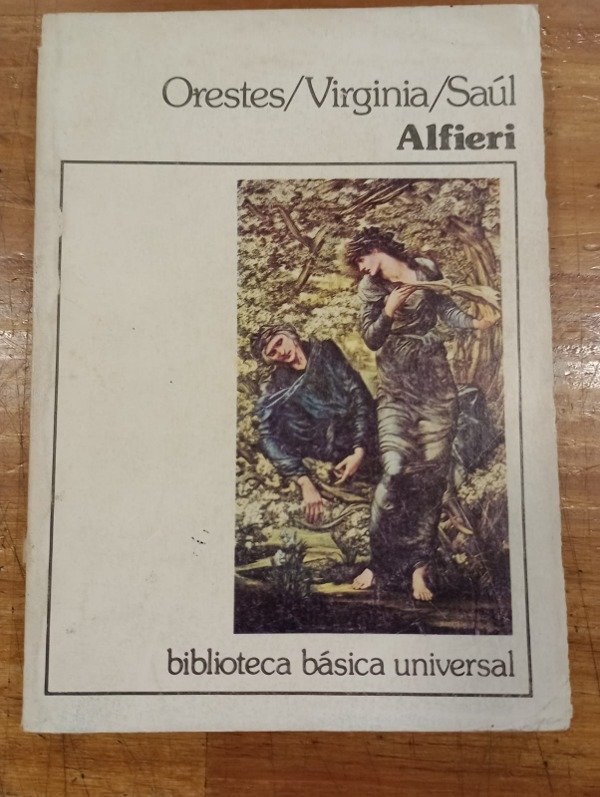 Orestes/Virginia/Saúl
Alfieri
biblioteca básica universal